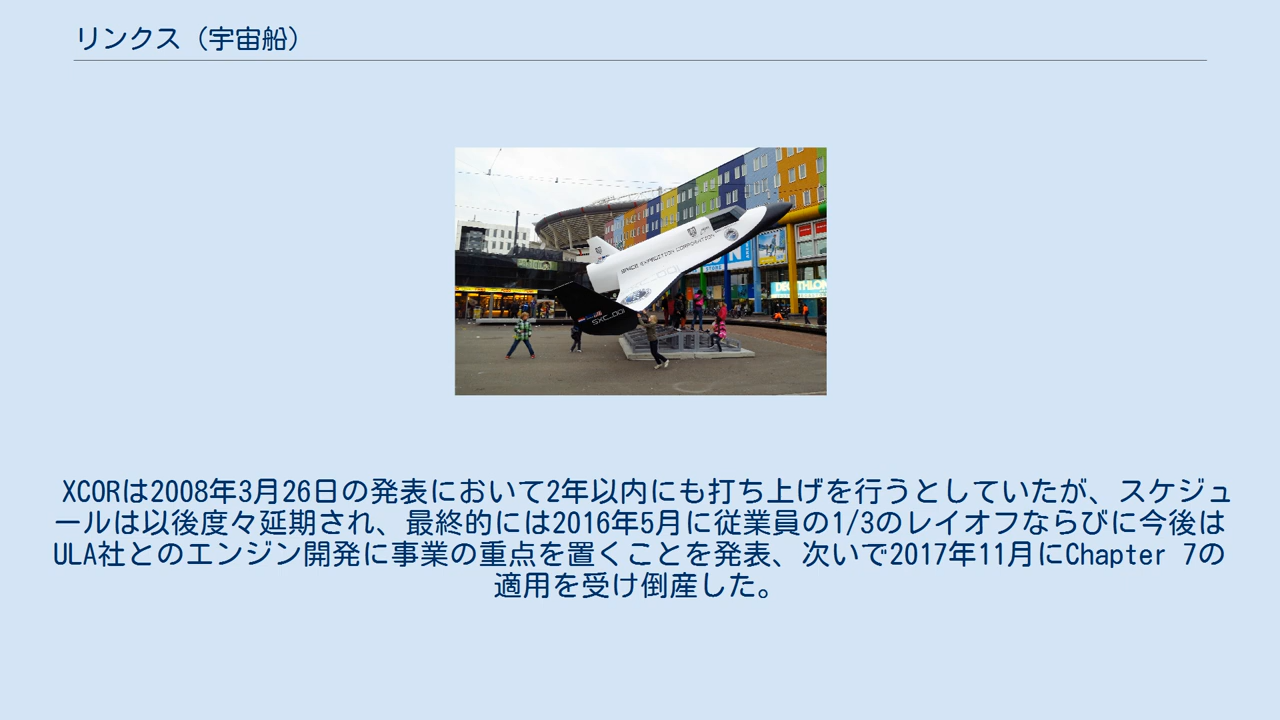 リンクス（宇宙船）
SPACE EXPEDITION CORPORATION
SXC_001
DECATHLON
XCORは2008年3月26日の発表において2年以内にも打ち上げを行うとしていたが、スケジュ
ールは以後度々延期され、最終的には2016年5月に従業員の1/3のレイオフならびに今後は
ULA社とのエンジン開発に事業の重点を置くことを発表、次いで2017年11月にChapter 7の
適用を受け倒産した。